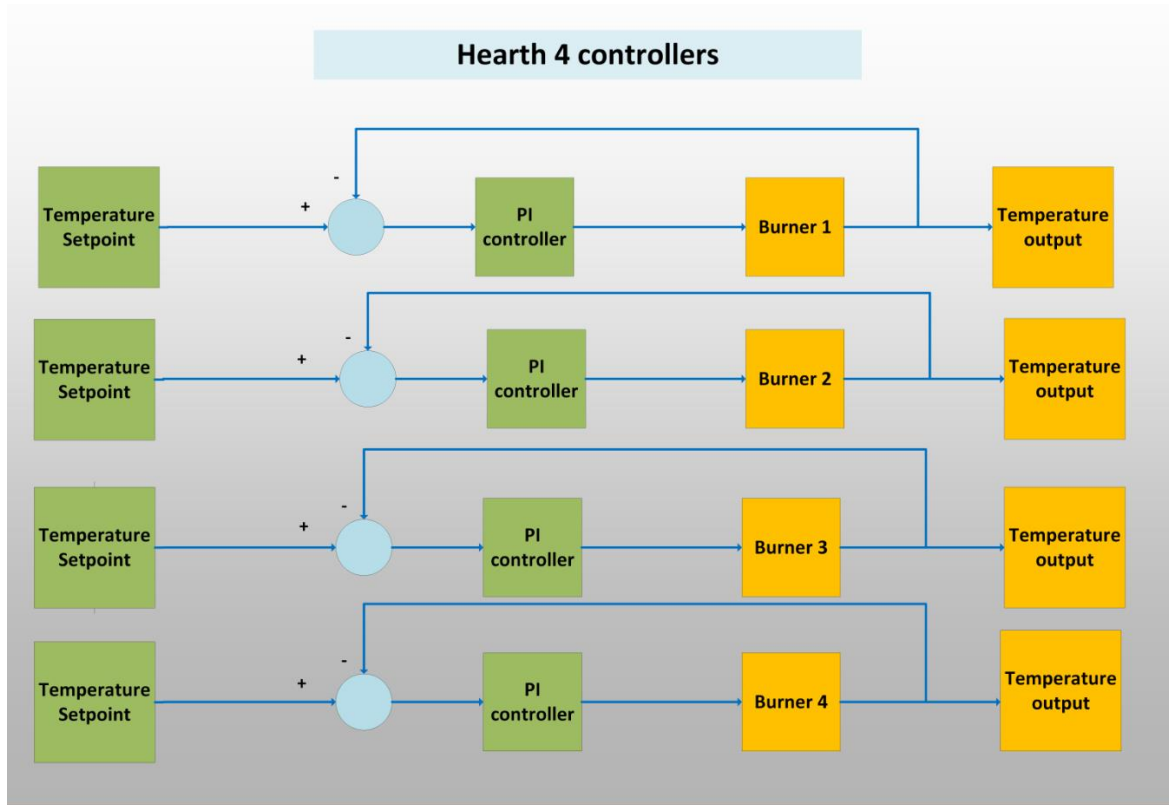 Hearth 4 controllers
-
+
Temperature
Setpoint
PI
controller
Burner 1
Temperature
output
-
+
Temperature
Setpoint
PI
controller
Burner 2
Temperature
output
-
+
Temperature
Setpoint
PI
controller
Burner 3
Temperature
output
-
+
Temperature
Setpoint
PI
controller
Burner 4
Temperature
output